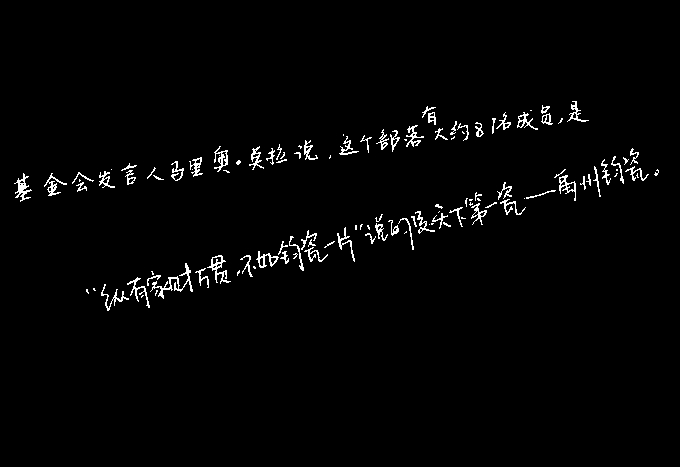 基金会发言人马里奥·莫拉说，这个部落有大约81名成员，是
“纵有家财万贯，不如钧瓷一片”说的是天下第一瓷——禹州钧瓷。